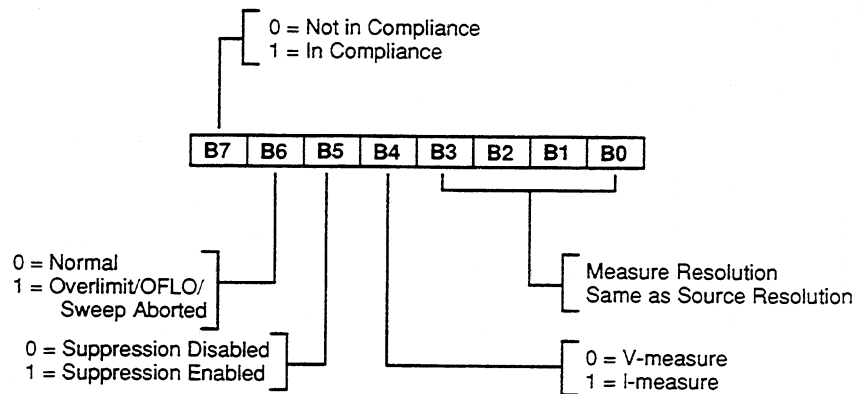 0 = Not in Compliance
1 = In Compliance
B7 B6 B5 B4 B3 B2 B1 B0
0 = Normal
1 = Overlimit/OFLO/
Sweep Aborted
Measure Resolution
Same as Source Resolution
0 = Suppression Disabled
1 = Suppression Enabled
0 = V-measure
1 = I-measure